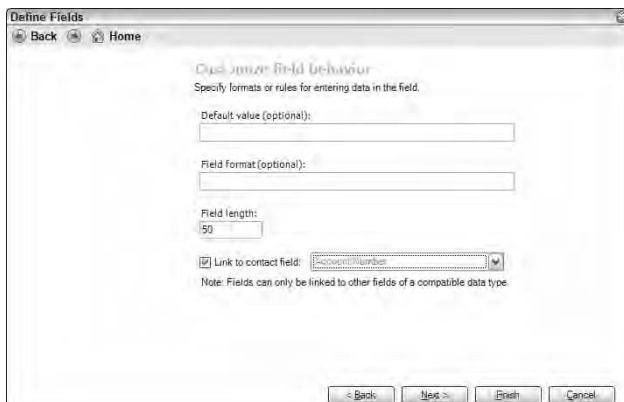 Define Fields
Back Home
Customize field behavior
Specify formats or rules for entering data in the field.
Default value (optional):
Field format (optional):
Field length:
50
Link to contact field: Account Number
Note: Fields can only be linked to other fields of a compatible data type
< Back Next > Finish Cancel